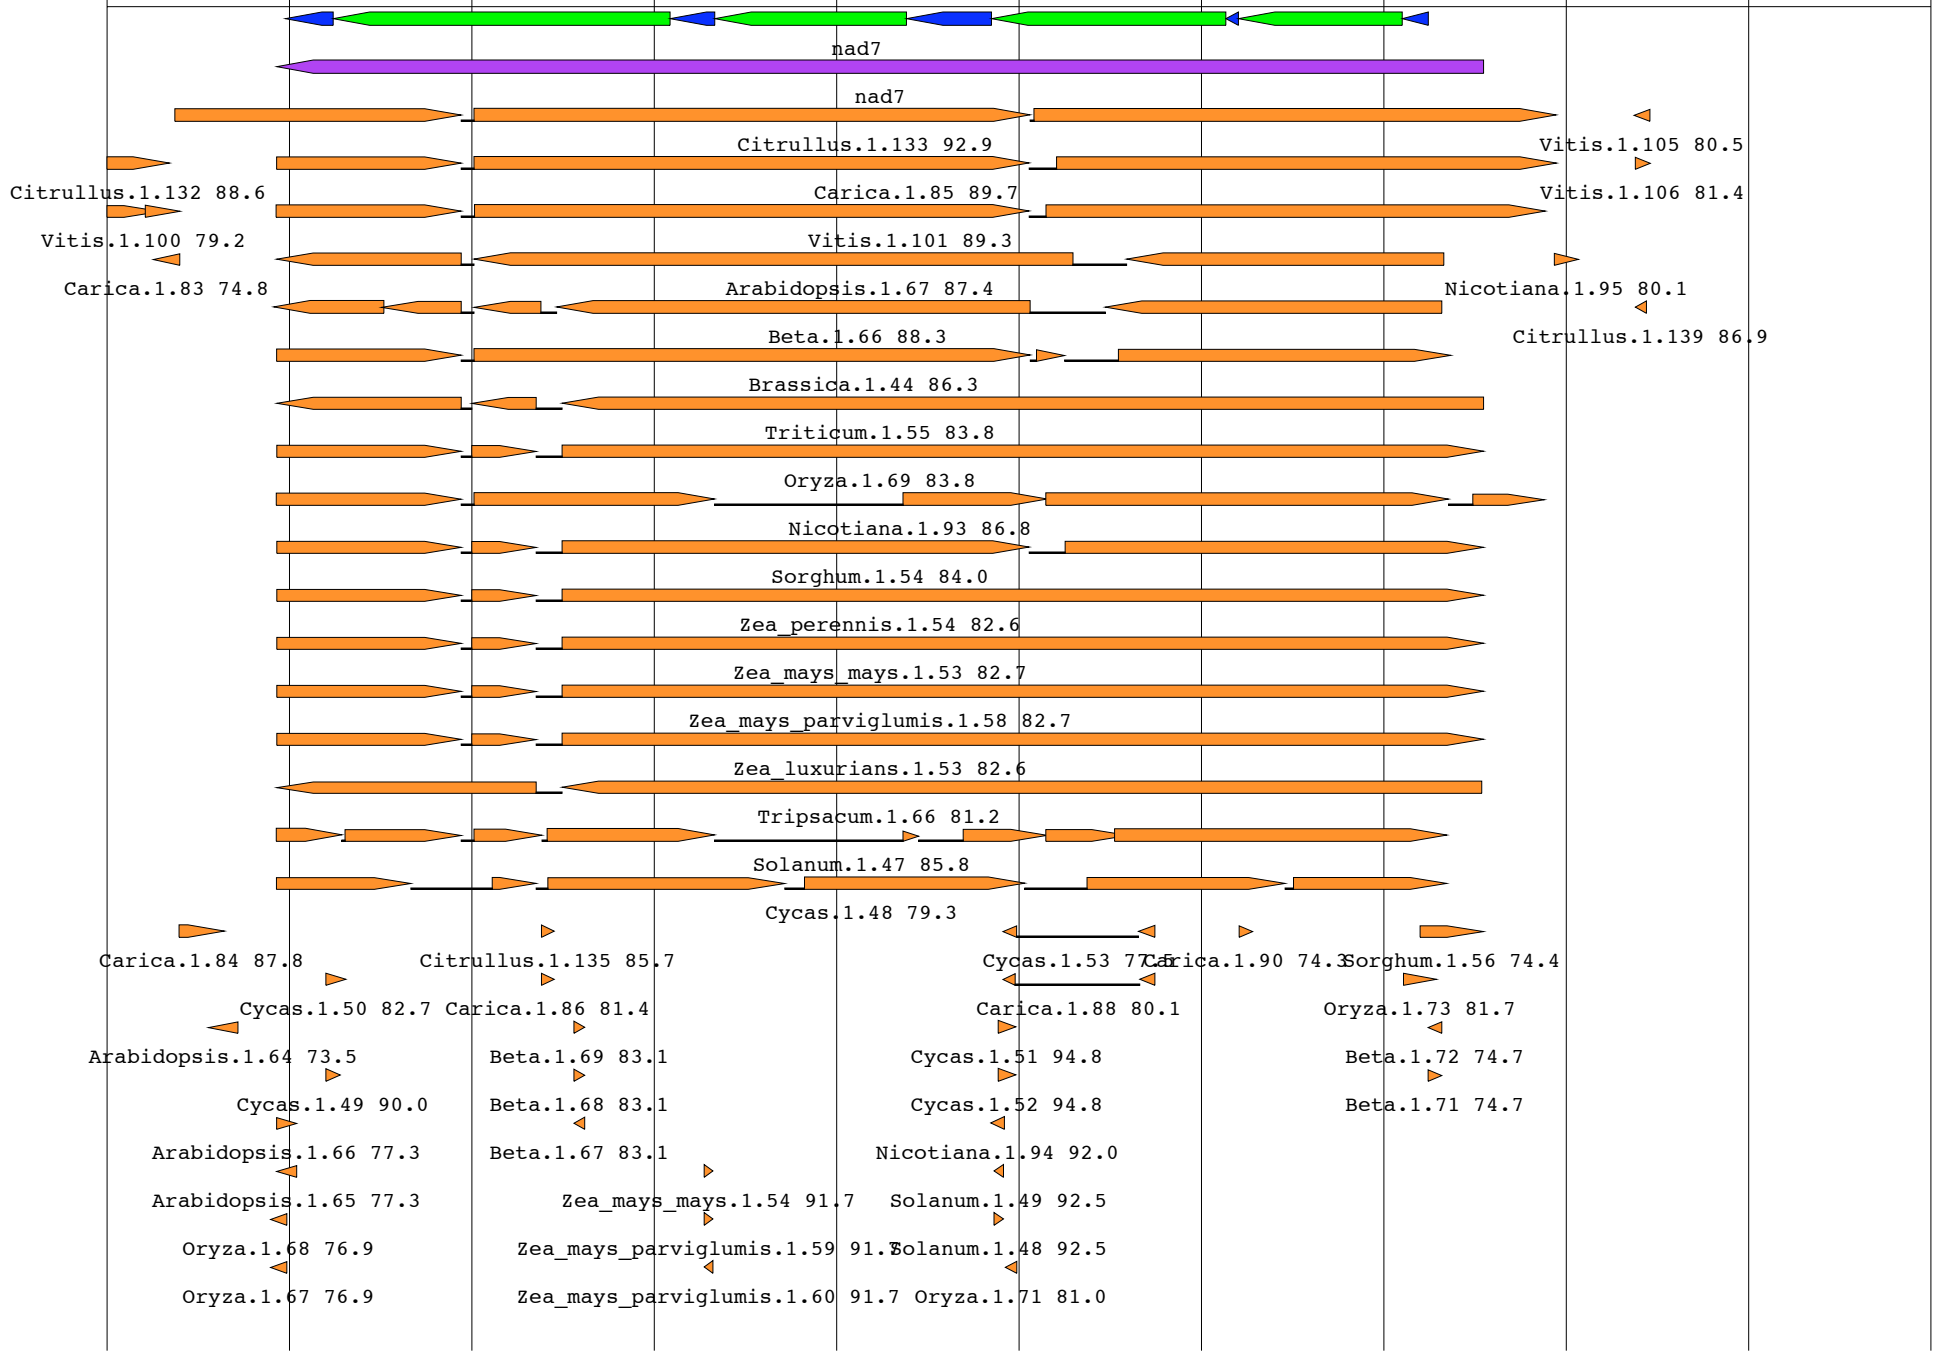 nad7
nad7
Citrullus.1.133 92.9 Vitis.1.105 80.5
Citrullus.1.132 88.6 Carica.1.85 89.7 Vitis.1.106 81.4
Vitis.1.100 79.2 Vitis.1.101 89.3
Carica.1.83 74.8 Arabidopsis.1.67 87.4 Nicotiana.1.95 80.1
Beta.1.66 88.3 Citrullus.1.139 86.9
Brassica.1.44 86.3
Triticum.1.55 83.8
Oryza.1.69 83.8
Nicotiana.1.93 86.8
Sorghum.1.54 84.0
Zea_perennis.1.54 82.6
Zea_mays_mays.1.53 82.7
Zea_mays_parviglumis.1.58 82.7
Zea_luxurians.1.53 82.6
Tripsacum.1.66 81.2
Solanum.1.47 85.8
Cycas.1.48 79.3
Carica.1.84 87.8 Citrullus.1.135 85.7 Cycas.1.53 77.5 Carica.1.90 74.3 Sorghum.1.56 74.4
Cycas.1.50 82.7 Carica.1.86 81.4 Carica.1.88 80.1 Oryza.1.73 81.7
Arabidopsis.1.64 73.5 Beta.1.69 83.1 Cycas.1.51 94.8 Beta.1.72 74.7
Cycas.1.49 90.0 Beta.1.68 83.1 Cycas.1.52 94.8 Beta.1.71 74.7
Arabidopsis.1.66 77.3 Beta.1.67 83.1 Nicotiana.1.94 92.0
Arabidopsis.1.65 77.3 Zea_mays_mays.1.54 91.7 Solanum.1.49 92.5
Oryza.1.68 76.9 Zea_mays_parviglumis.1.59 91.7 Solanum.1.48 92.5
Oryza.1.67 76.9 Zea_mays_parviglumis.1.60 91.7 Oryza.1.71 81.0